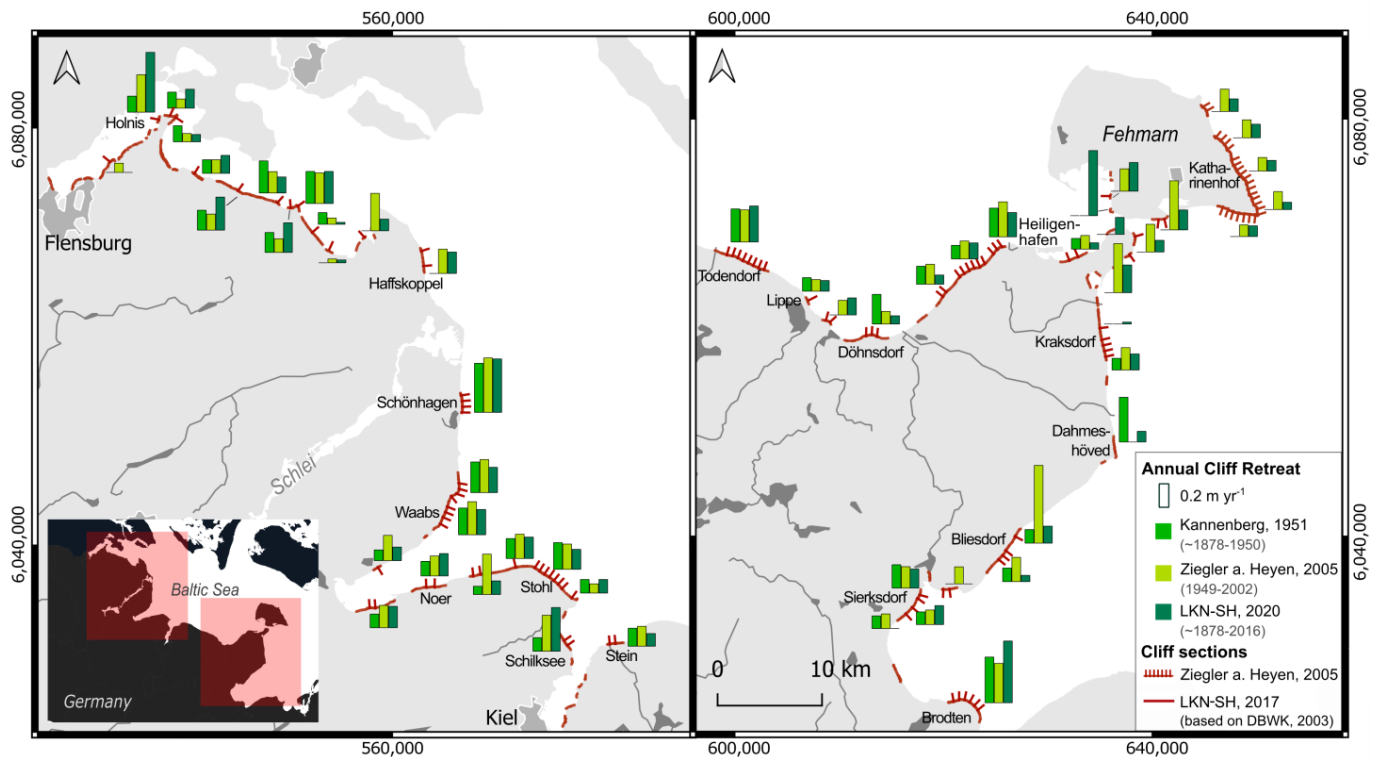 560,000
600,000
640,000
6,080,000
6,040,000
Holnis
Flensburg
Haffskoppel
Schönhagen
Schlei
Waabs
Noer
Stohl
Schilksee
Stein
Kiel
Baltic Sea
Germany
560,000
Fehmarn
Katha-
rinenhof
Heiligen-
hafen
Todendorf
Lippe
Döhnsdorf
Kraksdorf
Dahmes-
höved
Bliesdorf
Sierksdorf
Brodten
0
10 km
6,080,000
6,040,000
Annual Cliff Retreat
0.2 m yr-1
Kannenberg, 1951
(~1878-1950)
Ziegler a. Heyen, 2005
(1949-2002)
LKN-SH, 2020
(~1878-2016)
Cliff sections
Ziegler a. Heyen, 2005
LKN-SH, 2017
(based on DBWK, 2003)
600,000
640,000